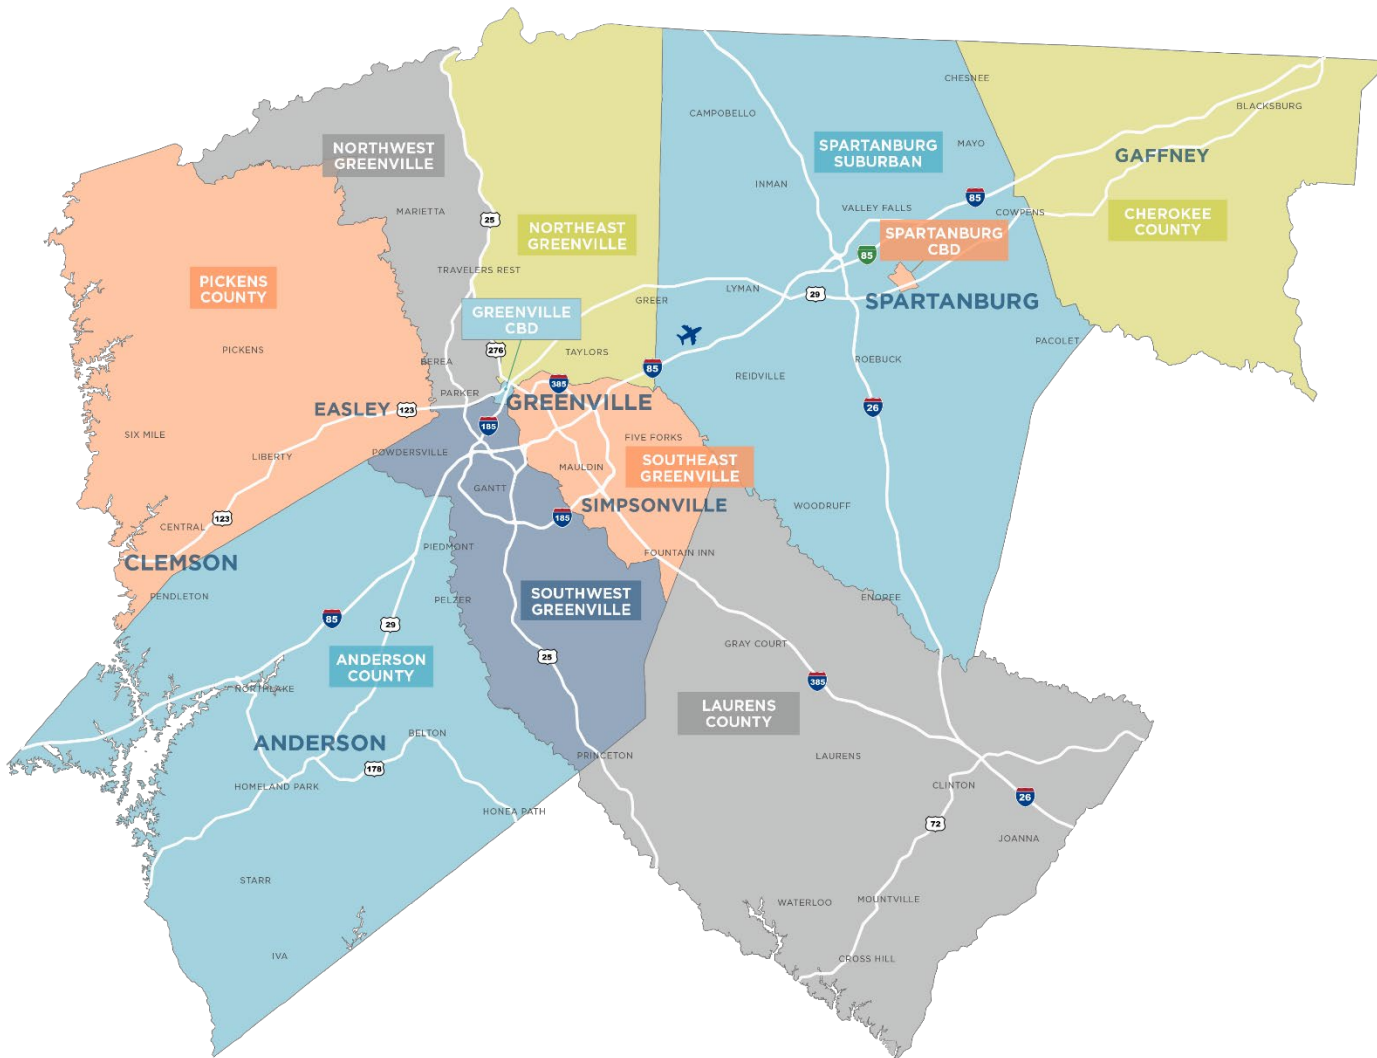 CHESNEE
BLACKSBURG
CAMPOBELLO
NORTHWEST
GREENVILLE
SPARTANBURG
SUBURBAN
MAYO
GAFFNEY
INMAN
85
MARIETTA
25
VALLEY FALLS
COWPENS
CHEROKEE
COUNTY
NORTHEAST
GREENVILLE
SPARTANBURG
CBD
85
TRAVELERS REST
PICKENS
COUNTY
LYMAN
29
SPARTANBURG
GREER
GREENVILLE
CBD
PACOLET
276
TAYLORS
PICKENS
BEREA
ROEBUCK
85
REIDVILLE
385
PARKER
GREENVILLE
EASLEY
123
26
185
SIX MILE
FIVE FORKS
LIBERTY
POWDERSVILLE
SOUTHEAST
GREENVILLE
MAULDIN
GANTT
SIMPSONVILLE
WOODRUFF
123
185
CENTRAL
PIEDMONT
FOUNTAIN INN
CLEMSON
PENDLETON
PELZER
SOUTHWEST
GREENVILLE
ENOREE
85
29
GRAY COURT
25
ANDERSON
COUNTY
385
NORTHLAKE
LAURENS
COUNTY
BELTON
ANDERSON
PRINCETON
LAURENS
178
HOMELAND PARK
CLINTON
26
HONEA PATH
72
JOANNA
STARR
WATERLOO
MOUNTVILLE
IVA
CROSS HILL